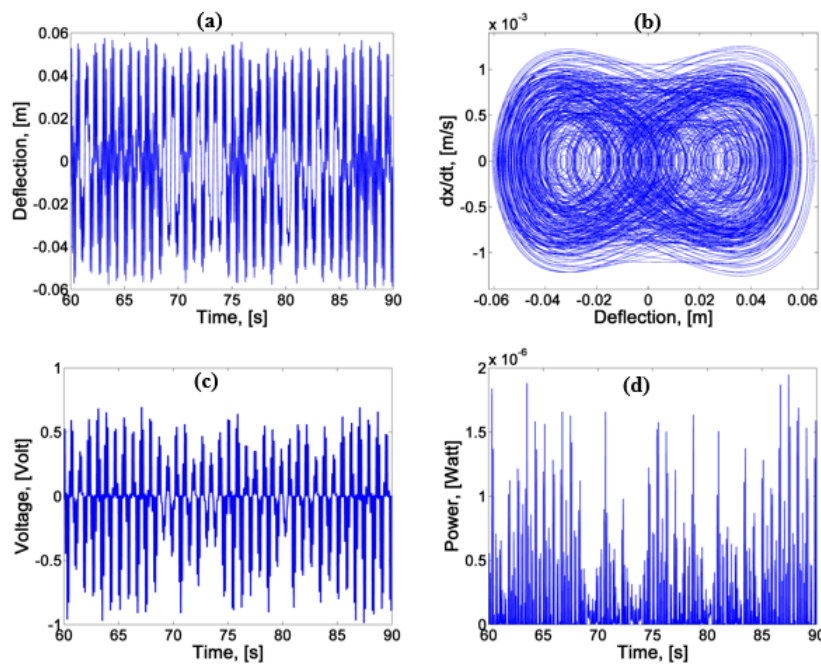 (a)
0.06
0.04
0.02
0
-0.02
-0.04
0.06
60 65 70 75 80 85 90
Deflection, [m]
Time, [s]
(b)
x 10⁻³
1
0.5
0
-0.5
-1
-0.06 -0.04 -0.02 0 0.02 0.04 0.06
dx/dt, [m/s]
Deflection, [m]
(c)
1
0.5
0
-0.5
-1
60 65 70 75 80 85 90
Voltage, [Volt]
Time, [s]
(d)
2 x 10⁻⁶
1.5
1
0.5
0
60 65 70 75 80 85 90
Power, [Watt]
Time, [s]